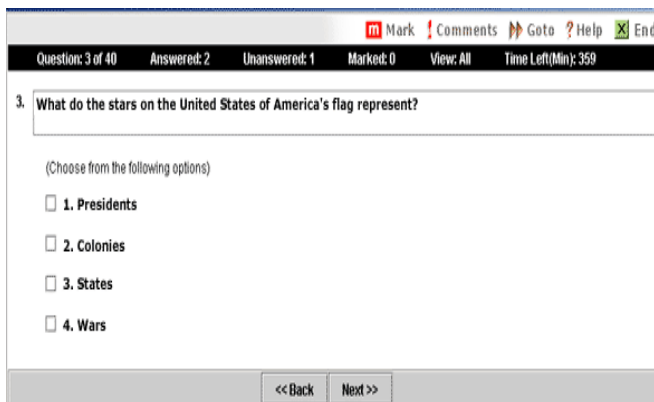 m Mark ! Comments Goto ? Help X End
Question: 3 of 40 Answered: 2 Unanswered: 1 Marked: 0 View: All Time Left(Min): 359
3. What do the stars on the United States of America's flag represent?
(Choose from the following options)
1. Presidents
2. Colonies
3. States
4. Wars
<< Back Next >>